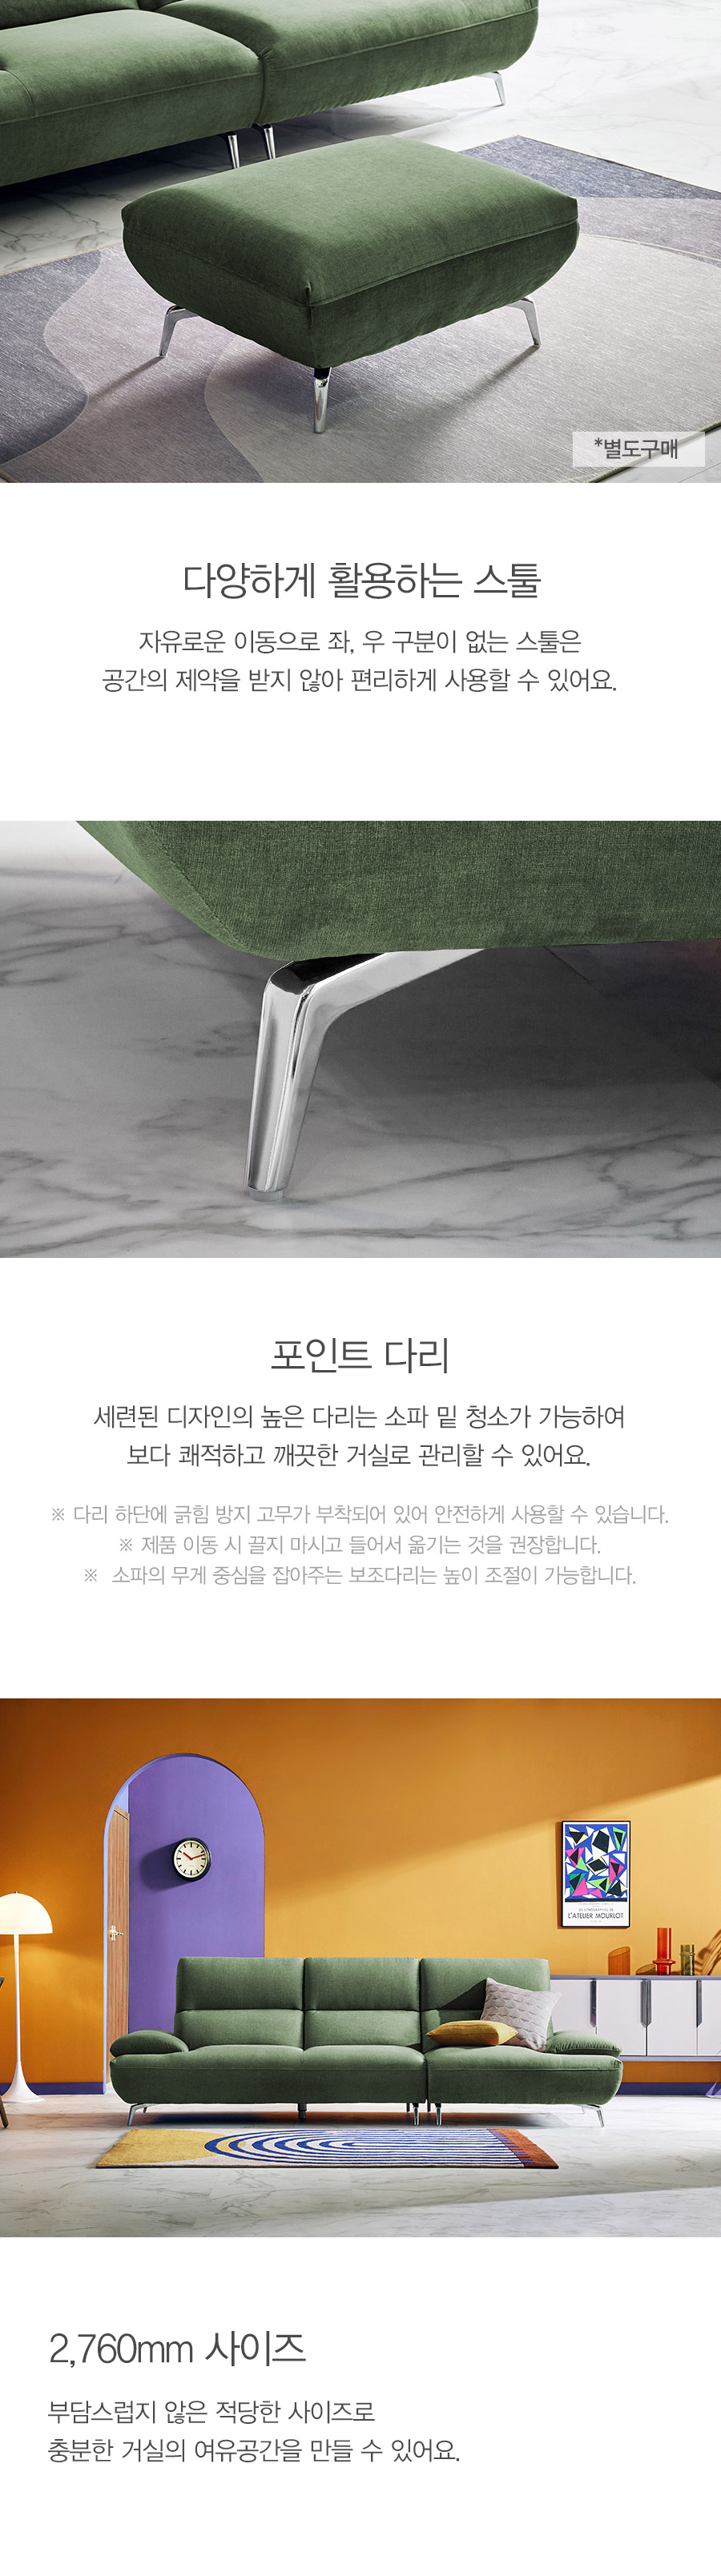 *별도구매
다양하게 활용하는 스툴
자유로운 이동으로 좌, 우 구분이 없는 스툴은
공간의 제약을 받지 않아 편리하게 사용할 수 있어요.
포인트 다리
세련된 디자인의 높은 다리는 소파 밑 청소가 가능하여
보다 쾌적하고 깨끗한 거실로 관리할 수 있어요.
※ 다리 하단에 긁힘 방지 고무가 부착되어 있어 안전하게 사용할 수 있습니다.
※ 제품 이동 시 끌지 마시고 들어서 옮기는 것을 권장합니다.
※ 소파의 무게 중심을 잡아주는 보조다리는 높이 조절이 가능합니다.
L'ATELIER MOURLOT
2,760mm 사이즈
부담스럽지 않은 적당한 사이즈로
충분한 거실의 여유공간을 만들 수 있어요.